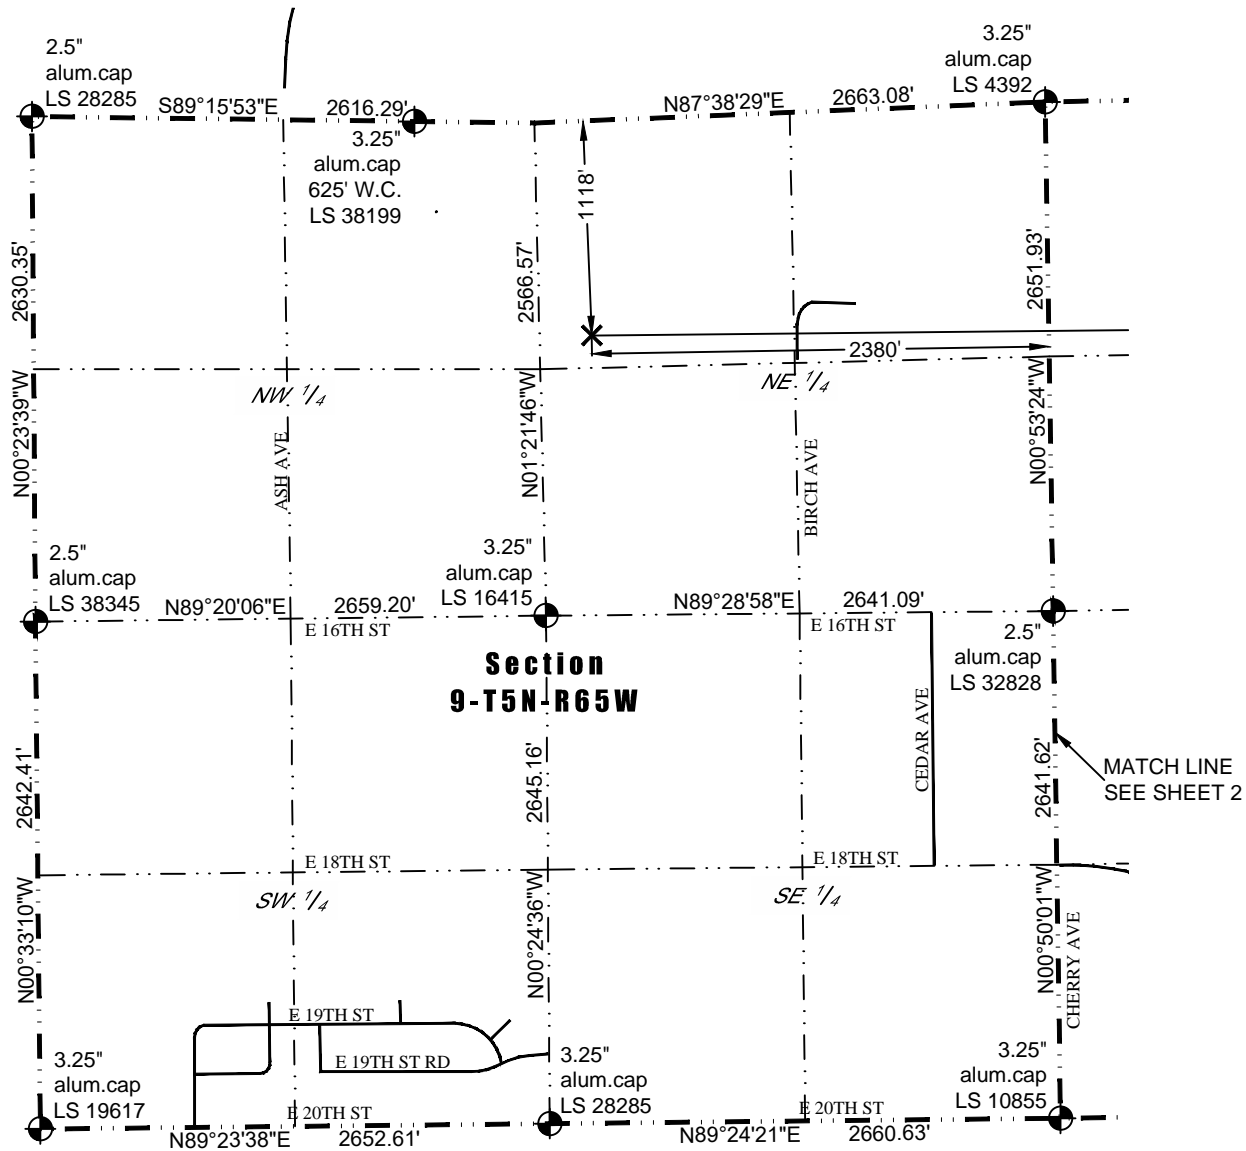 2.5"
alum.cap
LS 28285
S89°15'53"E
2616.29'
3.25"
alum.cap
625' W.C.
LS 38199
N87°38'29"E
2663.08'
3.25"
alum.cap
LS 4392
1118'
2630.35'
2566.57'
2651.93'
2380'
NW 1/4
NE 1/4
N00°23'39"W
ASH AVE
N01°21'46"W
BIRCH AVE
N00°53'24"W
2.5"
alum.cap
LS 38345
N89°20'06"E
2659.20'
3.25"
alum.cap
LS 16415
N89°28'58"E
2641.09'
E 16TH ST
E 16TH ST
2.5"
alum.cap
LS 32828
Section
9-T5N-R65W
CEDAR AVE
2642.41'
2645.16'
2641.62'
MATCH LINE
SEE SHEET 2
E 18TH ST
E 18TH ST
SW 1/4
SE 1/4
N00°33'10"W
N00°24'36"W
N00°50'01"W
CHERRY AVE
E 19TH ST
E 19TH ST RD
3.25"
alum.cap
LS 19617
3.25"
alum.cap
LS 28285
3.25"
alum.cap
LS 10855
E 20TH ST
E 20TH ST
N89°23'38"E
2652.61'
N89°24'21"E
2660.63'